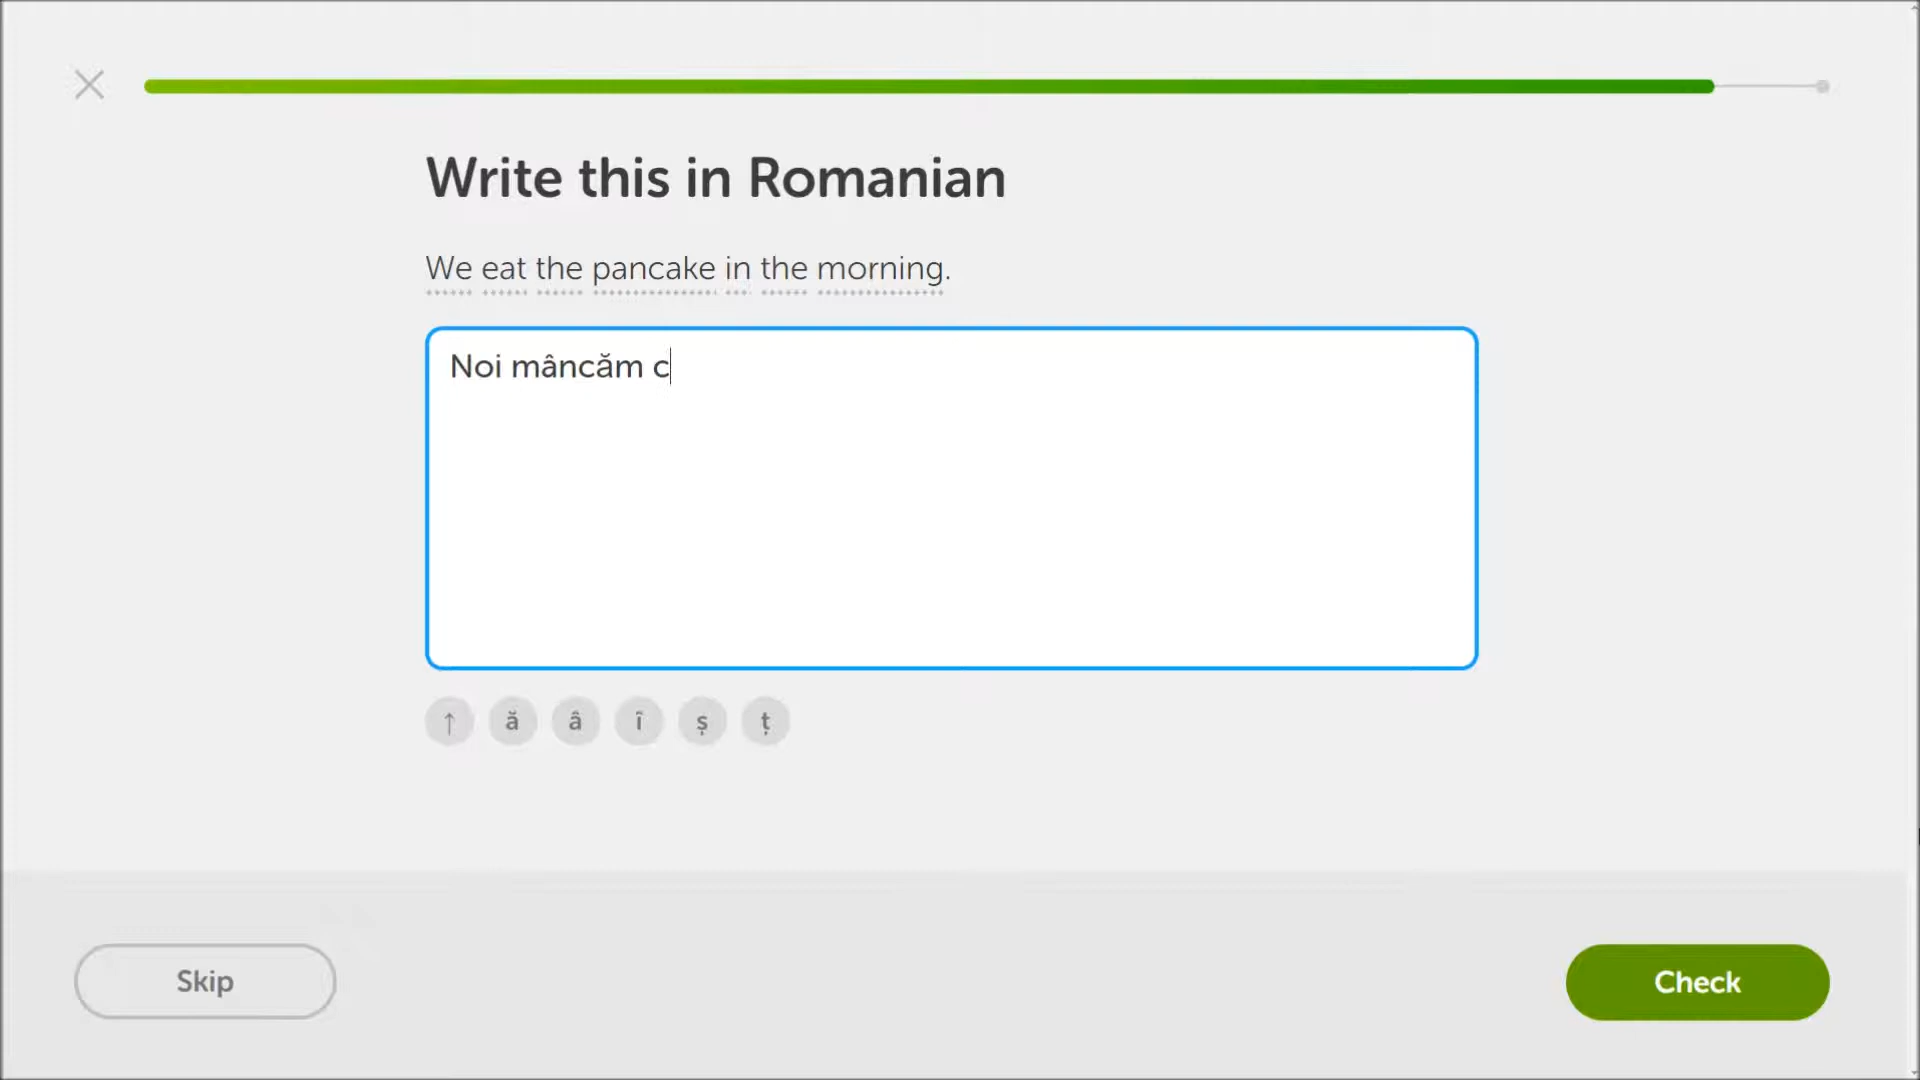 Write this in Romanian
We eat the pancake in the morning.
Noi mâncăm c
↑ ă â î ș ț
Skip
Check